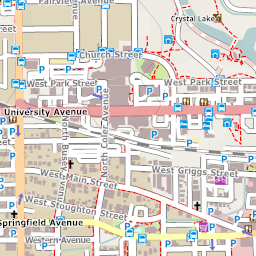 Fairview Avenue
Crystal Lake
Church Street
West Park Street
West Park Street
University Avenue
North Coler Avenue
North Busey Avenue
West Main Street
West Griggs Street
West Stoughton Street
Springfield Avenue
Western Avenue